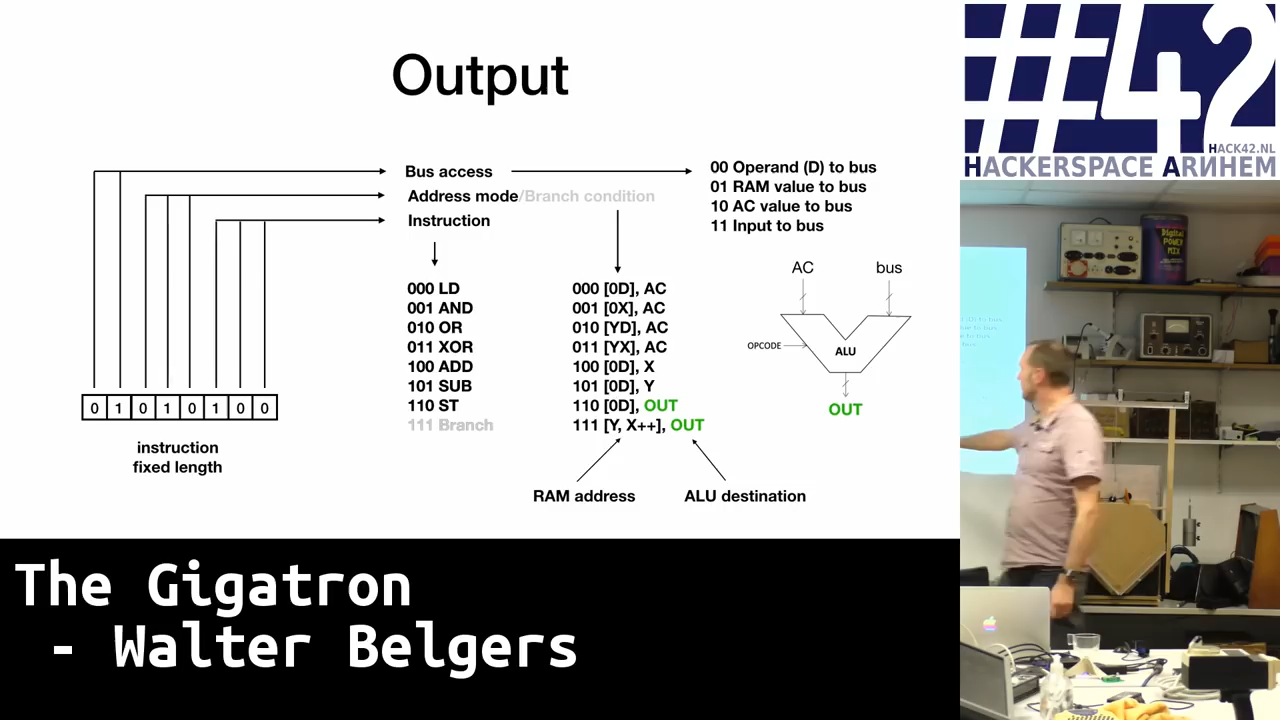 Output
Bus access
Address mode/Branch condition
Instruction
00 Operand (D) to bus
01 RAM value to bus
10 AC value to bus
11 Input to bus
000 LD
001 AND
010 OR
011 XOR
100 ADD
101 SUB
110 ST
111 Branch
000 [0D], AC
001 [0X], AC
010 [YD], AC
011 [YX], AC
100 [0D], X
101 [0D], Y
110 [0D], OUT
111 [Y, X++], OUT
AC
bus
OPCODE
ALU
OUT
0 1 0 1 0 1 0 0
instruction
fixed length
RAM address
ALU destination
The Gigatron
- Walter Belgers
#42
HACK42.NL
HACKERSPACE ARИHEM
Digital
POWER
MIX